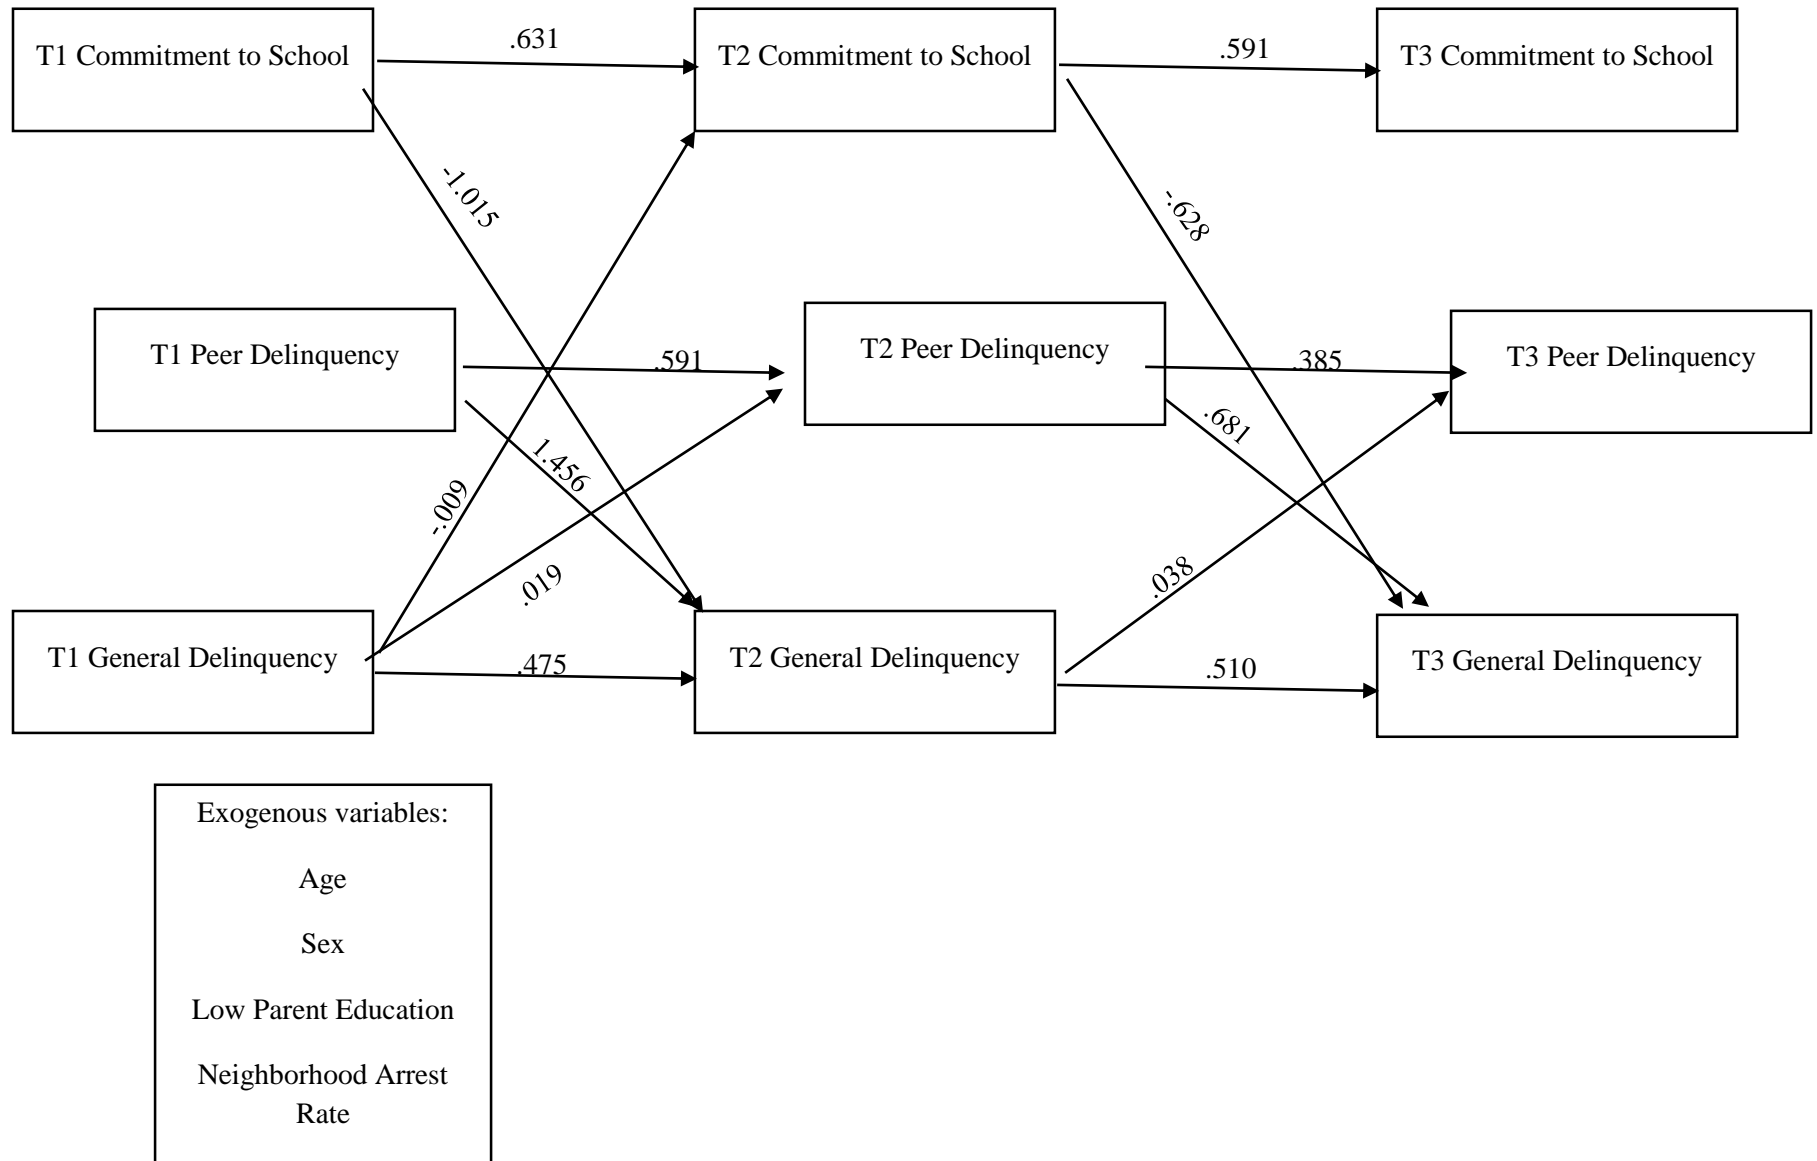 T1 Commitment to School
.631
T2 Commitment to School
.591
T3 Commitment to School
-1.015
-.628
T1 Peer Delinquency
.591
T2 Peer Delinquency
.385
T3 Peer Delinquency
1.456
.681
-.009
.019
.038
T1 General Delinquency
.475
T2 General Delinquency
.510
T3 General Delinquency
Exogenous variables:
Age
Sex
Low Parent Education
Neighborhood Arrest
Rate